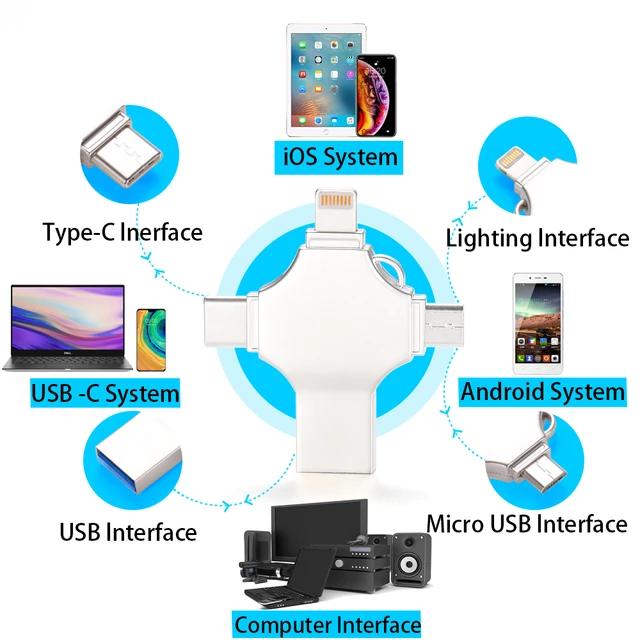 iOS System
Type-C Inerface
Lighting Interface
USB -C System
Android System
USB Interface
Micro USB Interface
Computer Interface